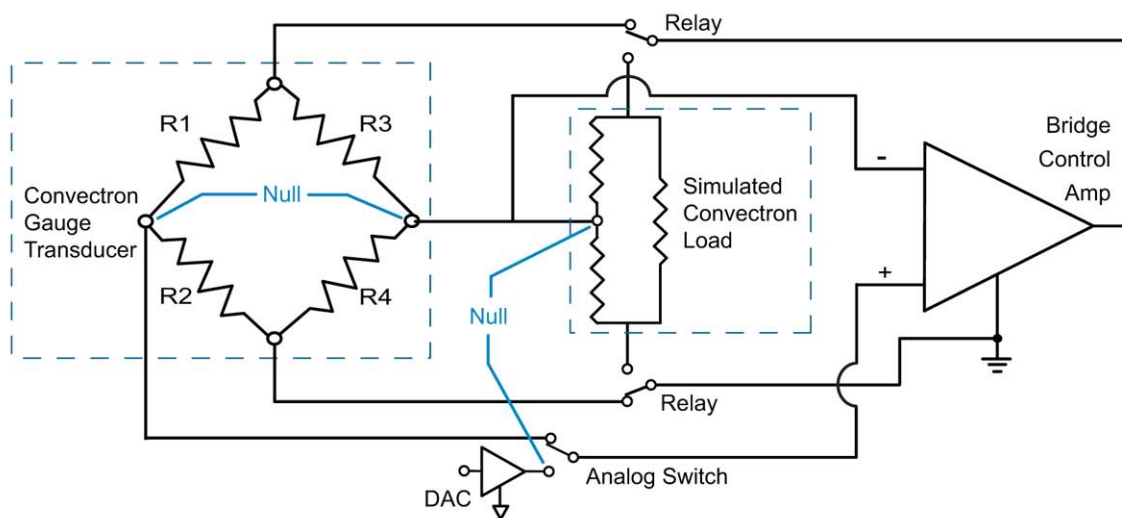 Relay
R1
R3
Convectron
Gauge
Transducer
Null
R2
R4
Simulated
Convectron
Load
Null
Bridge
Control
Amp
-
+
Relay
DAC
Analog Switch